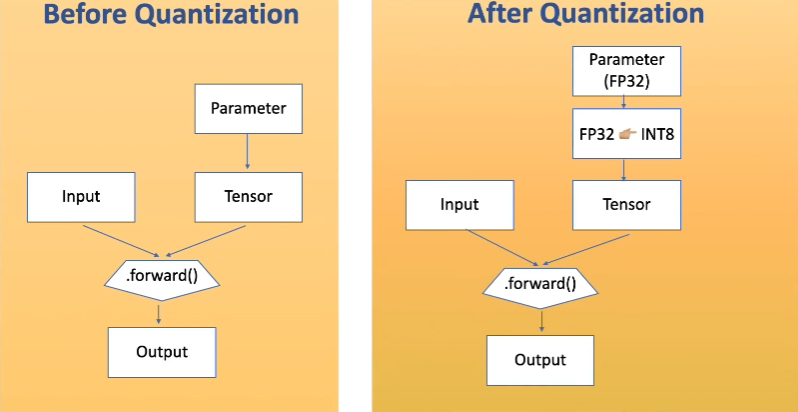 Before Quantization
Parameter
Input
Tensor
.forward()
Output
After Quantization
Parameter
(FP32)
FP32 👉🏼 INT8
Input
Tensor
.forward()
Output